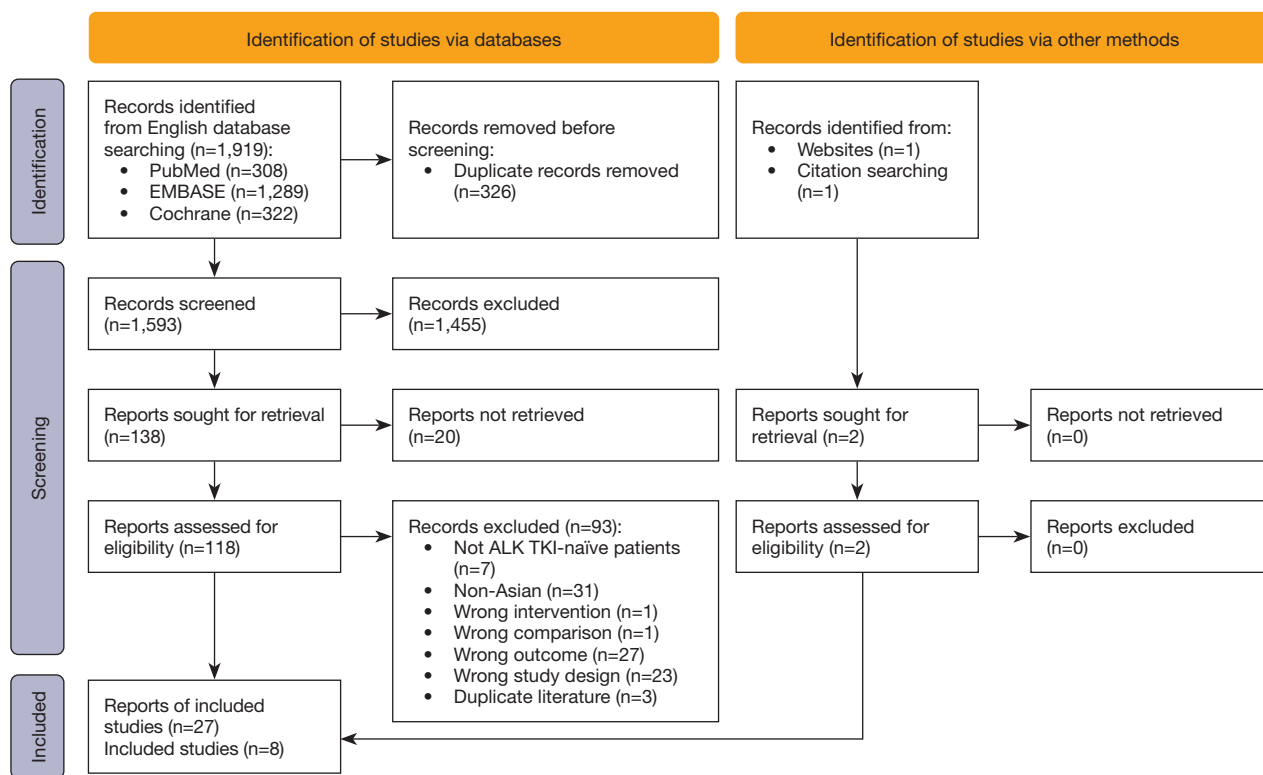 Identification of studies via databases
Identification of studies via other methods
Identification
Records identified
from English database
searching (n=1,919):
• PubMed (n=308)
• EMBASE (n=1,289)
• Cochrane (n=322)
Records removed before
screening:
• Duplicate records removed
(n=326)
Records identified from:
• Websites (n=1)
• Citation searching
(n=1)
Screening
Records screened
(n=1,593)
Records excluded
(n=1,455)
Reports sought for retrieval
(n=138)
Reports not retrieved
(n=20)
Reports sought for
retrieval (n=2)
Reports not retrieved
(n=0)
Reports assessed for
eligibility (n=118)
Records excluded (n=93):
• Not ALK TKI-naïve patients
(n=7)
• Non-Asian (n=31)
• Wrong intervention (n=1)
• Wrong comparison (n=1)
• Wrong outcome (n=27)
• Wrong study design (n=23)
• Duplicate literature (n=3)
Reports assessed for
eligibility (n=2)
Reports excluded
(n=0)
Included
Reports of included
studies (n=27)
Included studies (n=8)